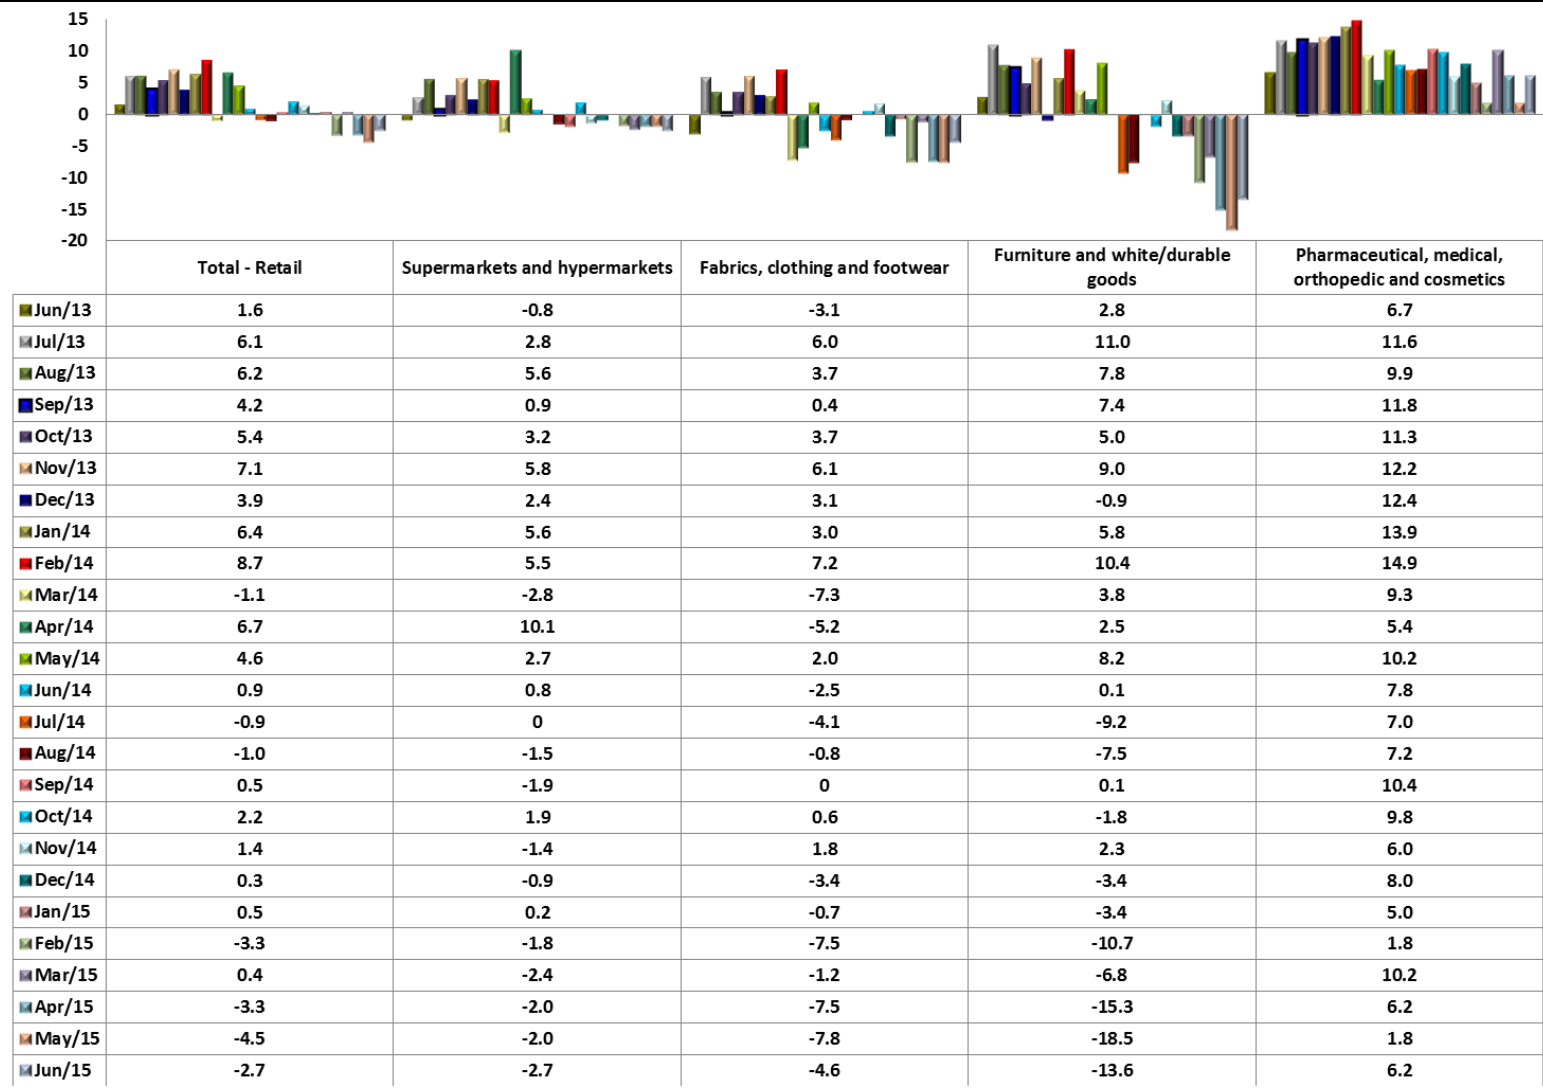 15
10
5
0
-5
-10
-15
-20
Total - Retail Supermarkets and hypermarkets Fabrics, clothing and footwear Furniture and white/durable goods Pharmaceutical, medical, orthopedic and cosmetics
Jun/13 1.6 -0.8 -3.1 2.8 6.7
Jul/13 6.1 2.8 6.0 11.0 11.6
Aug/13 6.2 5.6 3.7 7.8 9.9
Sep/13 4.2 0.9 0.4 7.4 11.8
Oct/13 5.4 3.2 3.7 5.0 11.3
Nov/13 7.1 5.8 6.1 9.0 12.2
Dec/13 3.9 2.4 3.1 -0.9 12.4
Jan/14 6.4 5.6 3.0 5.8 13.9
Feb/14 8.7 5.5 7.2 10.4 14.9
Mar/14 -1.1 -2.8 -7.3 3.8 9.3
Apr/14 6.7 10.1 -5.2 2.5 5.4
May/14 4.6 2.7 2.0 8.2 10.2
Jun/14 0.9 0.8 -2.5 0.1 7.8
Jul/14 -0.9 0 -4.1 -9.2 7.0
Aug/14 -1.0 -1.5 -0.8 -7.5 7.2
Sep/14 0.5 -1.9 0 0.1 10.4
Oct/14 2.2 1.9 0.6 -1.8 9.8
Nov/14 1.4 -1.4 1.8 2.3 6.0
Dec/14 0.3 -0.9 -3.4 -3.4 8.0
Jan/15 0.5 0.2 -0.7 -3.4 5.0
Feb/15 -3.3 -1.8 -7.5 -10.7 1.8
Mar/15 0.4 -2.4 -1.2 -6.8 10.2
Apr/15 -3.3 -2.0 -7.5 -15.3 6.2
May/15 -4.5 -2.0 -7.8 -18.5 1.8
Jun/15 -2.7 -2.7 -4.6 -13.6 6.2